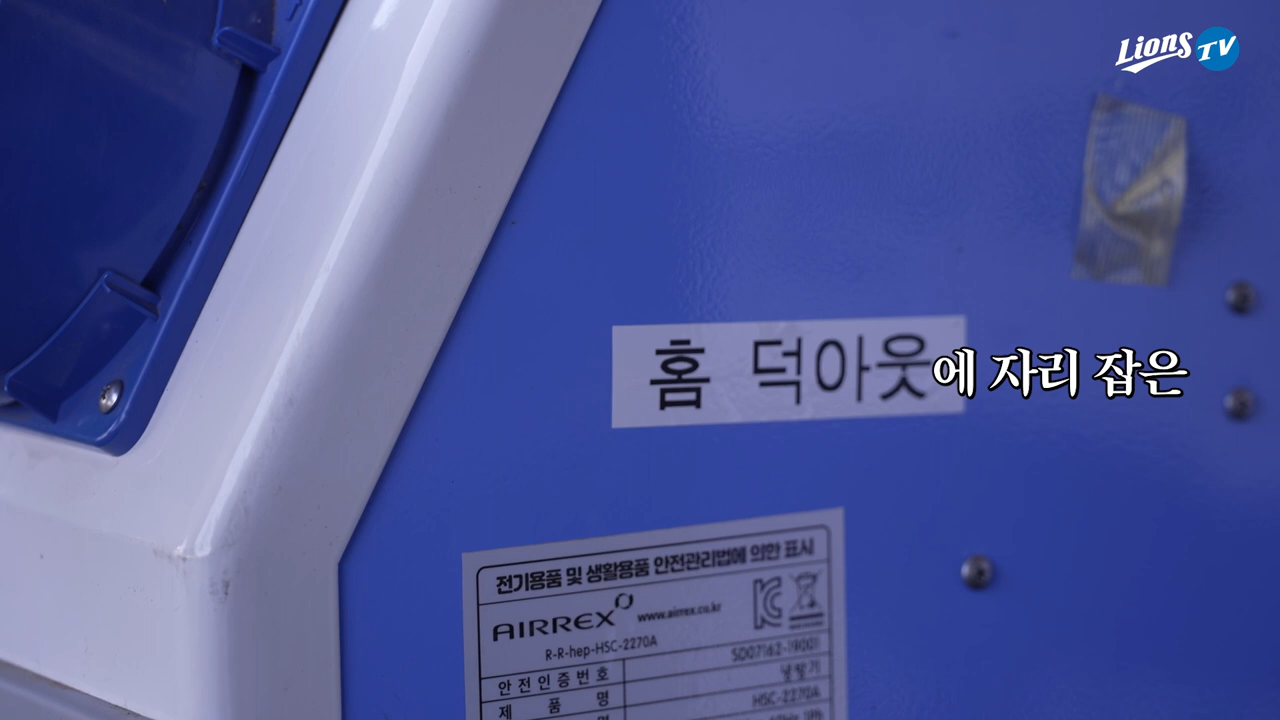 Lions TV
홈 덕아웃에 자리 잡은
전기용품 및 생활용품 안전관리법에 의한 표시
AIRREX www.airrex.co.kr
R-R-hep-HSC-2270A
안전인증번호 SD07162-19001
제품명 냉방기
HSC-2270A